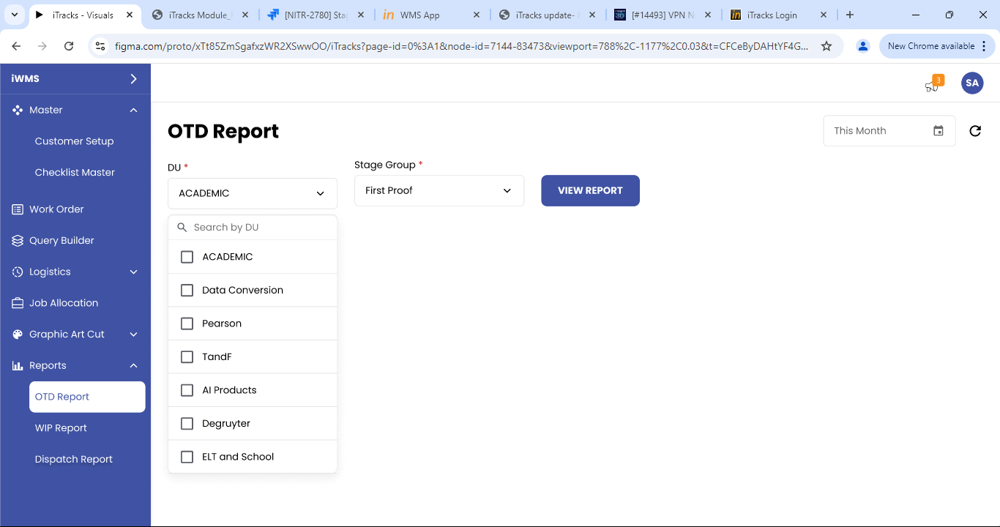 iTracks - Visuals
iTracks Module_
[NITR-2780] Sta
WMS App
iTracks update-
[#14493] VPN N
iTracks Login
figma.com/proto/xTt85ZmSgafxzWR2XSwwOO/iTracks?page-id=0%3A1&node-id=7144-83473&viewport=788%2C-1177%2C0.03&t=CFCeByDAHtYF4G...
New Chrome available
iWMS
3
SA
Master
Customer Setup
Checklist Master
Work Order
Query Builder
Logistics
Job Allocation
Graphic Art Cut
Reports
OTD Report
WIP Report
Dispatch Report
OTD Report
This Month
DU *
ACADEMIC
Stage Group *
First Proof
VIEW REPORT
Search by DU
ACADEMIC
Data Conversion
Pearson
TandF
AI Products
Degruyter
ELT and School